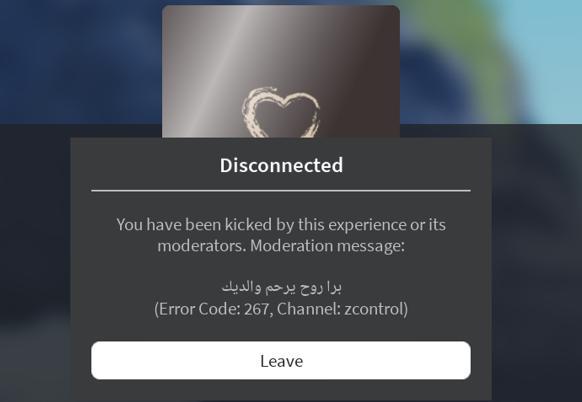 Disconnected
You have been kicked by this experience or its
moderators. Moderation message:
برا روح يرحم والديك
(Error Code: 267, Channel: zcontrol)
Leave